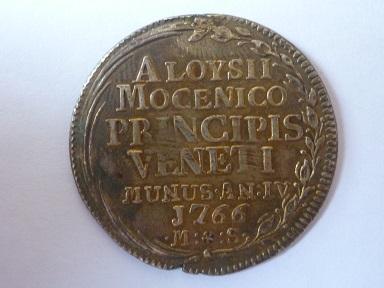 ALOYSII
MOCENICO
PRINCIPIS
VENETI
MUNUS·AN·IV
1766
·M:*:S·